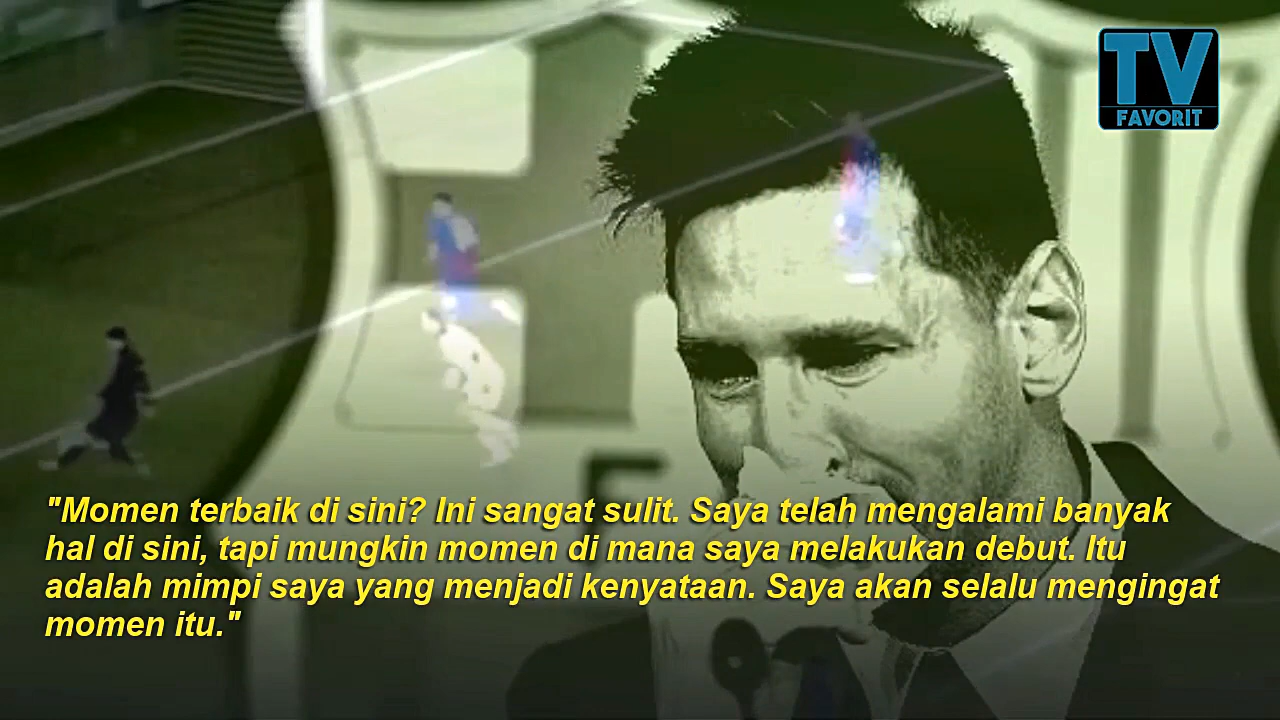 TV
FAVORIT
"Momen terbaik di sini? Ini sangat sulit. Saya telah mengalami banyak
hal di sini, tapi mungkin momen di mana saya melakukan debut. Itu
adalah mimpi saya yang menjadi kenyataan. Saya akan selalu mengingat
momen itu."